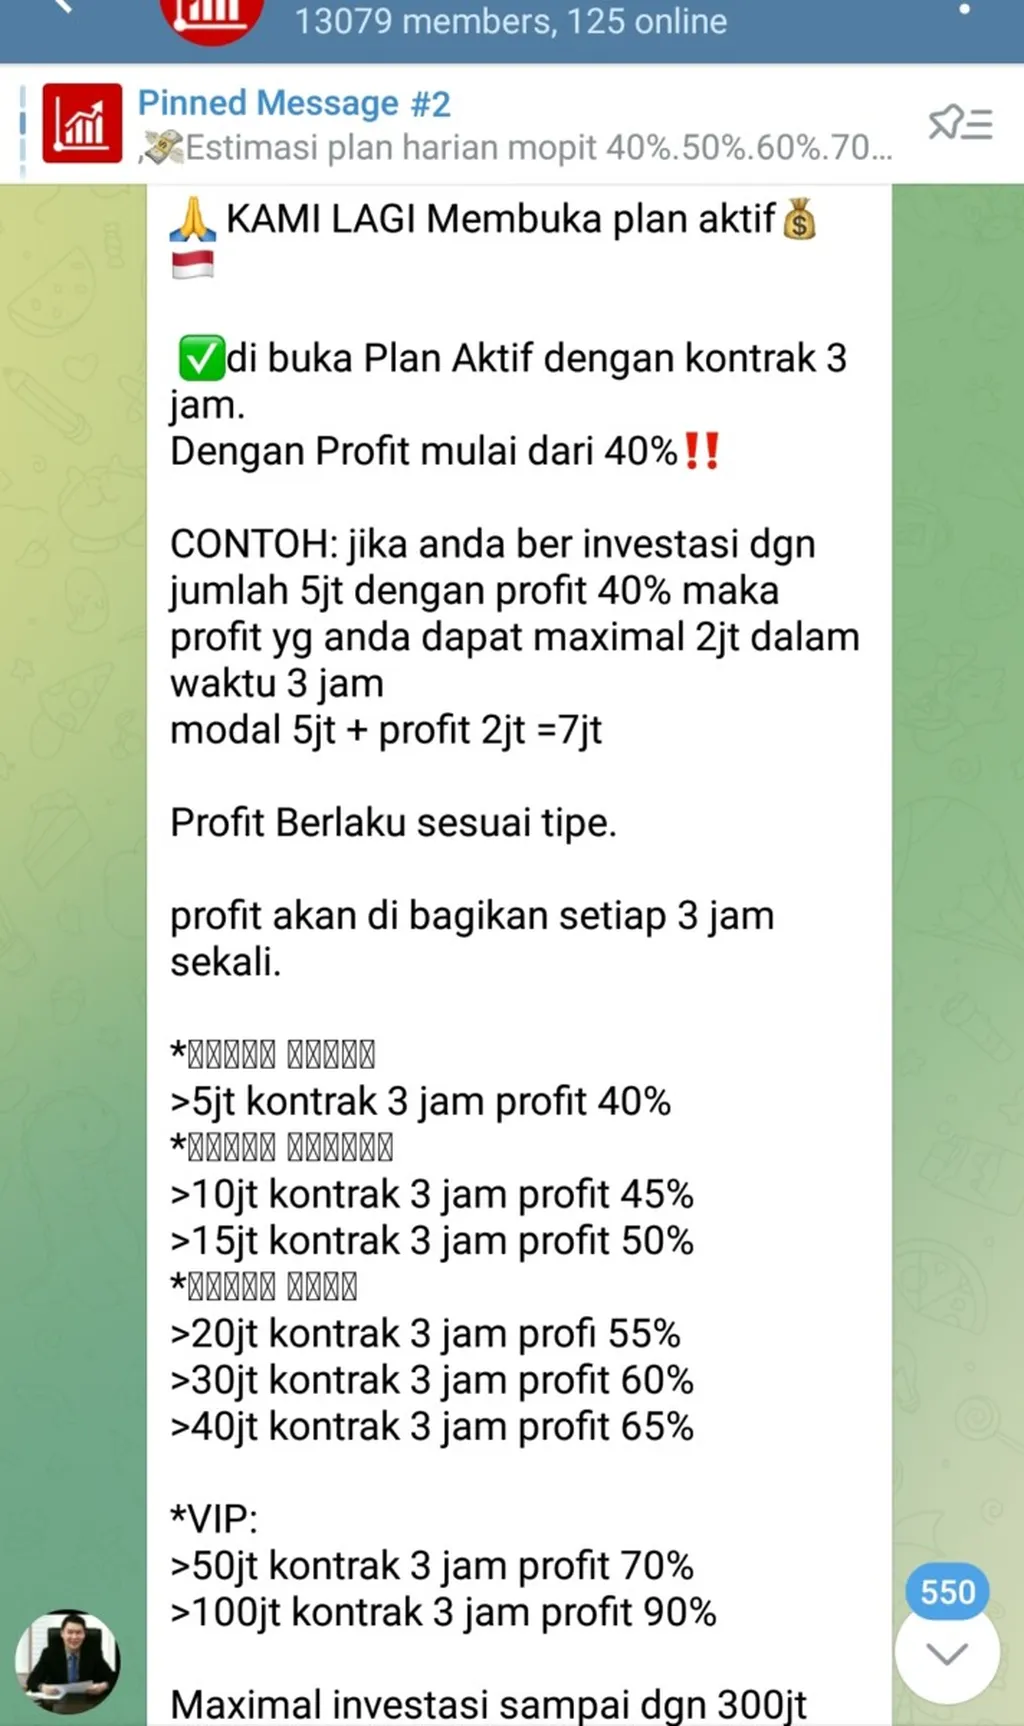 13079 members, 125 online
Pinned Message #2
💸Estimasi plan harian mopit 40%.50%.60%.70...
🙏 KAMI LAGI Membuka plan aktif💰
🇮🇩
✅di buka Plan Aktif dengan kontrak 3
jam.
Dengan Profit mulai dari 40%‼️
CONTOH: jika anda ber investasi dgn
jumlah 5jt dengan profit 40% maka
profit yg anda dapat maximal 2jt dalam
waktu 3 jam
modal 5jt + profit 2jt =7jt
Profit Berlaku sesuai tipe.
profit akan di bagikan setiap 3 jam
sekali.
*
>5jt kontrak 3 jam profit 40%
*
>10jt kontrak 3 jam profit 45%
>15jt kontrak 3 jam profit 50%
*
>20jt kontrak 3 jam profi 55%
>30jt kontrak 3 jam profit 60%
>40jt kontrak 3 jam profit 65%
*VIP:
>50jt kontrak 3 jam profit 70%
>100jt kontrak 3 jam profit 90%
550
Maximal investasi sampai dgn 300jt